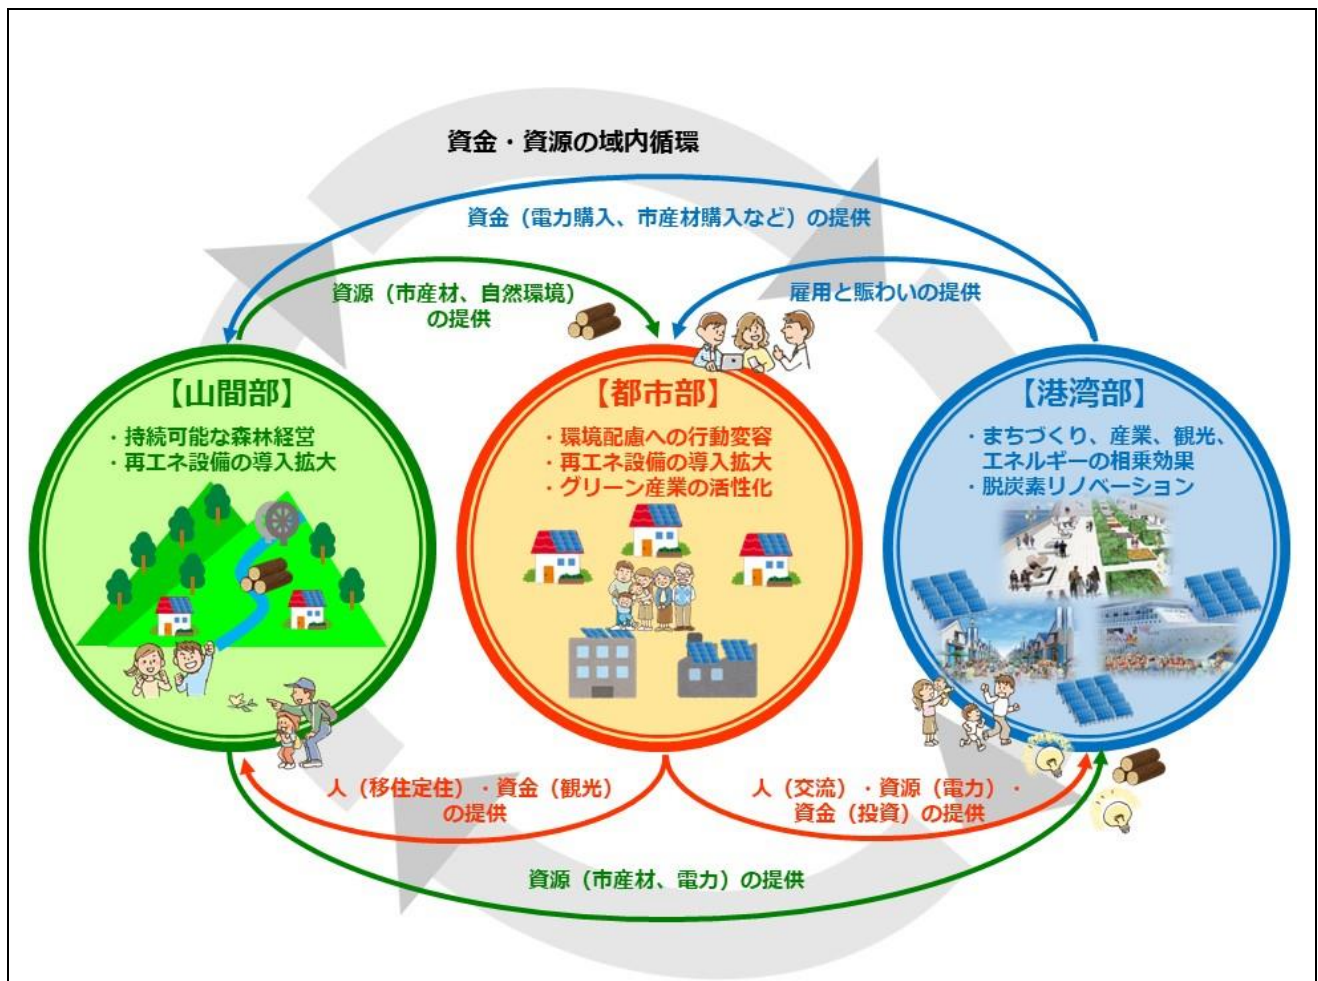 資金・資源の域内循環
資金（電力購入、市産材購入など）の提供
資源（市産材、自然環境）
の提供
雇用と賑わいの提供
【山間部】
・持続可能な森林経営
・再エネ設備の導入拡大
【都市部】
・環境配慮への行動変容
・再エネ設備の導入拡大
・グリーン産業の活性化
【港湾部】
・まちづくり、産業、観光、
エネルギーの相乗効果
・脱炭素リノベーション
人（移住定住）・資金（観光）
の提供
人（交流）・資源（電力）・
資金（投資）の提供
資源（市産材、電力）の提供